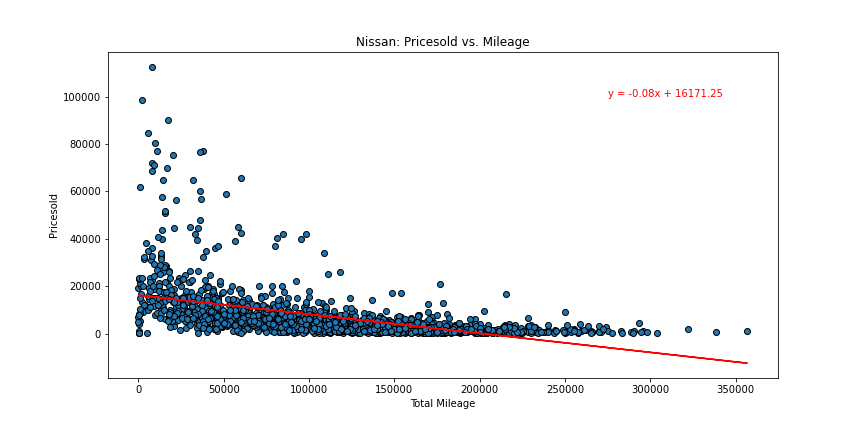 Nissan: Pricesold vs. Mileage
y = -0.08x + 16171.25
Pricesold
100000
80000
60000
40000
20000
0
0 50000 100000 150000 200000 250000 300000 350000
Total Mileage